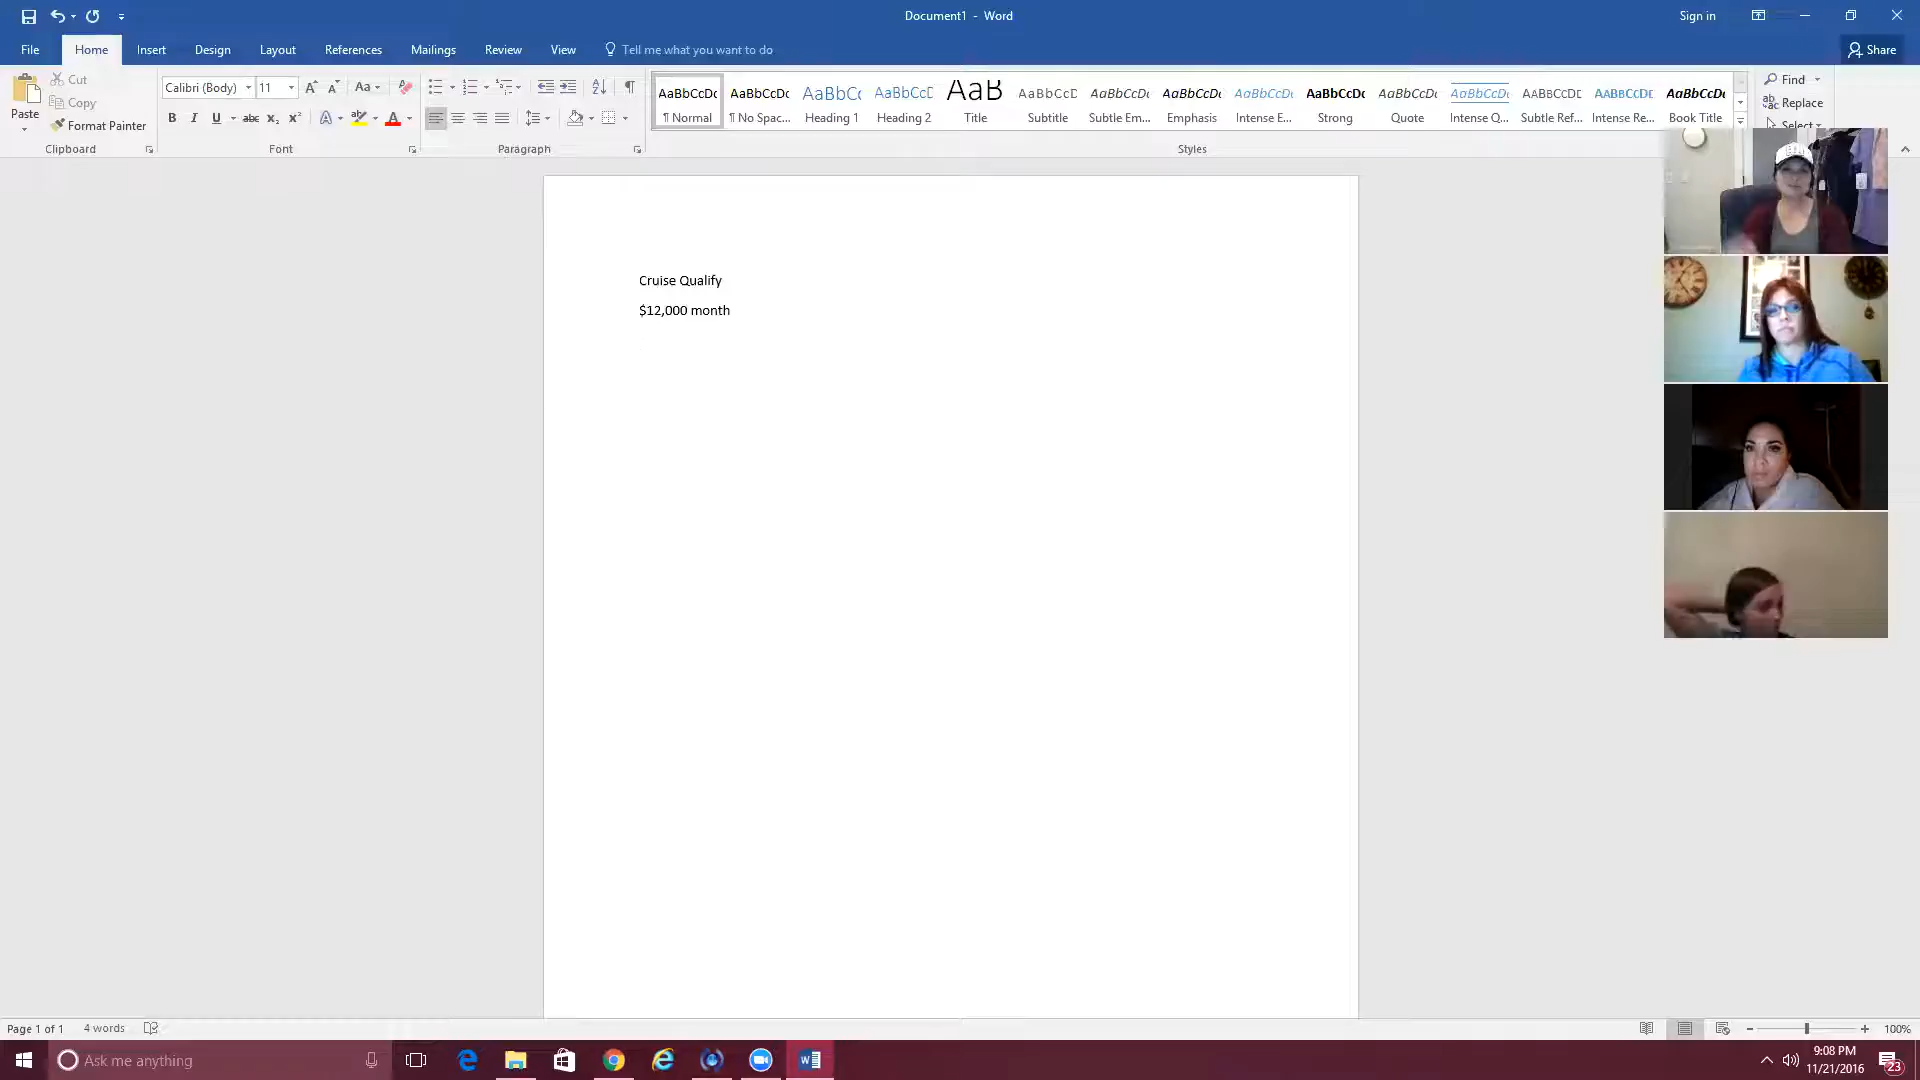 Document1 - Word
Sign in
File Home Insert Design Layout References Mailings Review View Tell me what you want to do Share
Paste
Cut
Copy
Format Painter
Clipboard
Calibri (Body) 11
Font
Paragraph
AaBbCcDc ¶ Normal
AaBbCcDc ¶ No Spac...
AaBbCc Heading 1
AaBbCcD Heading 2
AaB Title
AaBbCcD Subtitle
AaBbCcDc Subtle Em...
AaBbCcDc Emphasis
AaBbCcDc Intense E...
AaBbCcDc Strong
AaBbCcDc Quote
AaBbCcDc Intense Q...
AaBbCcDc Subtle Ref...
AaBbCcDc Intense Re...
AaBbCcDc Book Title
Styles
Find
Replace
Select
Cruise Qualify
$12,000 month
Page 1 of 1 4 words
100%
Ask me anything
9:08 PM
11/21/2016
23